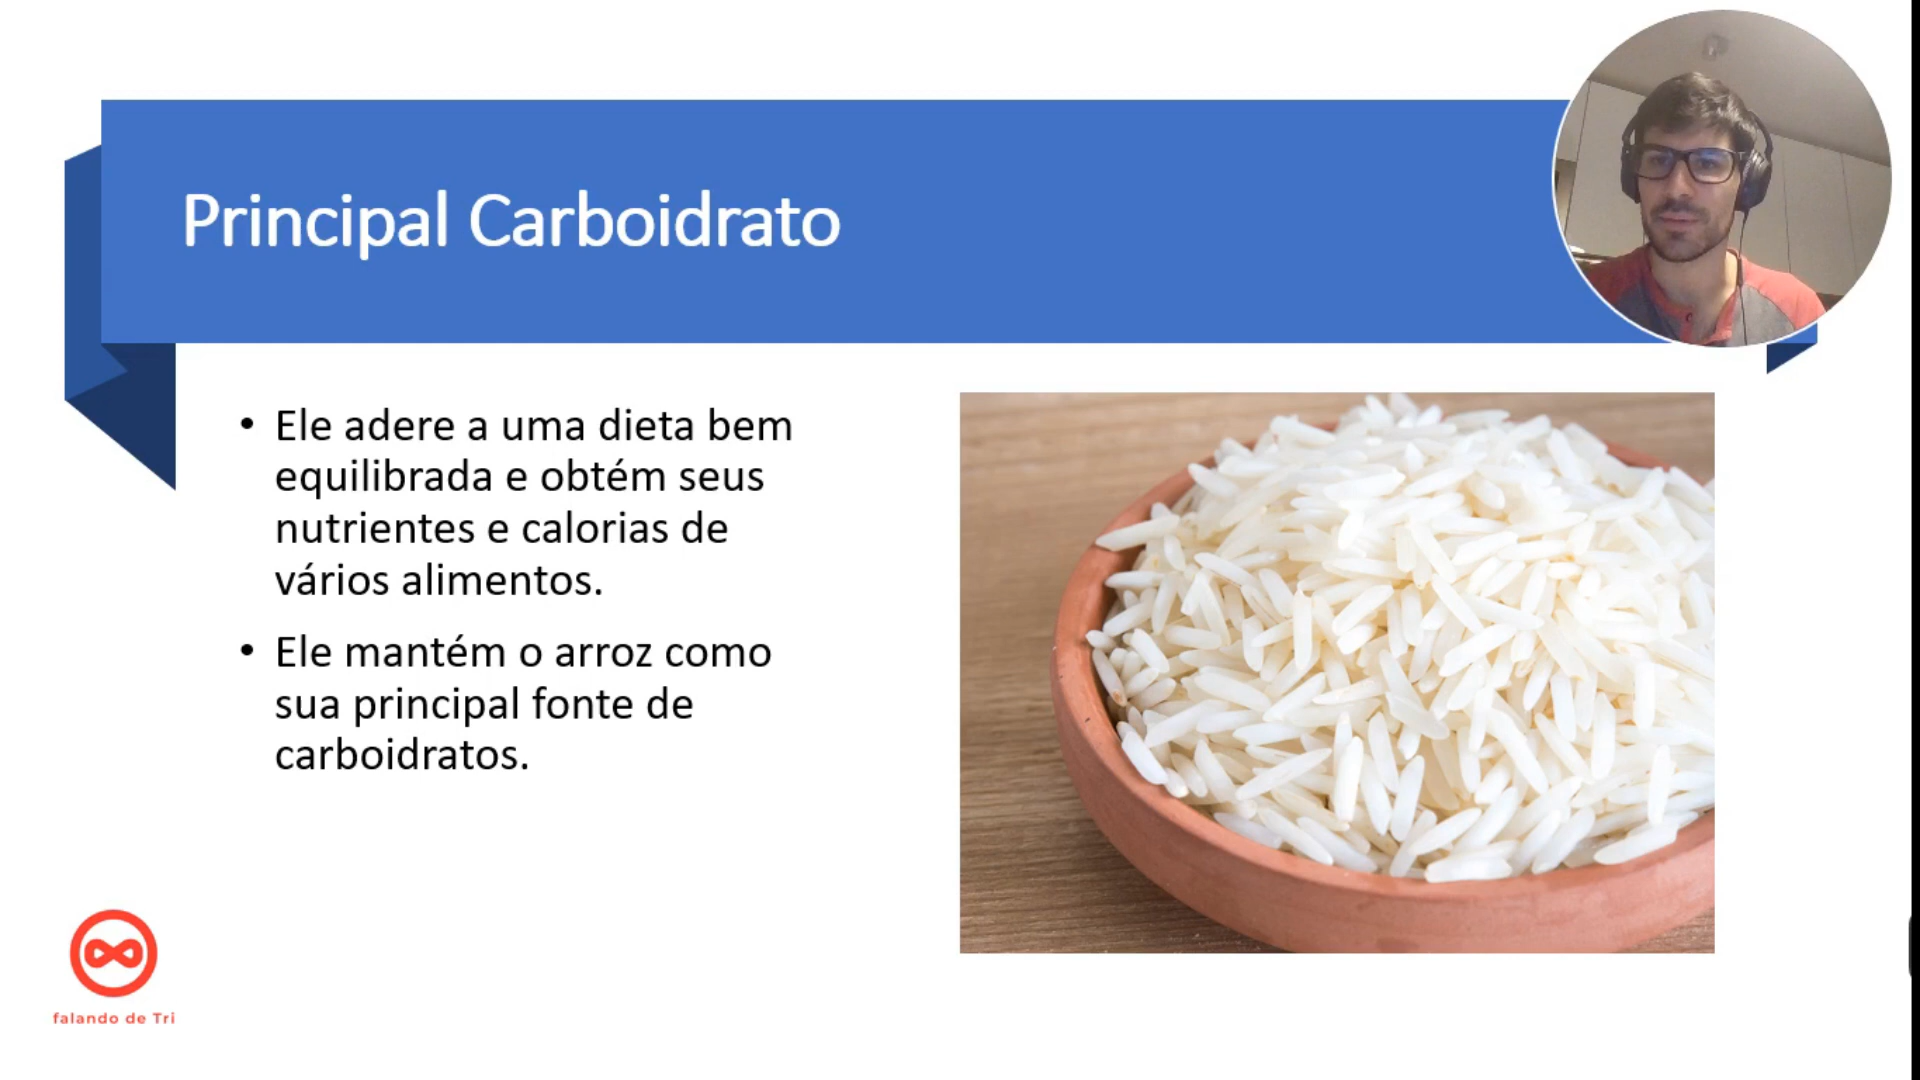 Principal Carboidrato
• Ele adere a uma dieta bem
equilibrada e obtém seus
nutrientes e calorias de
vários alimentos.
• Ele mantém o arroz como
sua principal fonte de
carboidratos.
falando de Tri